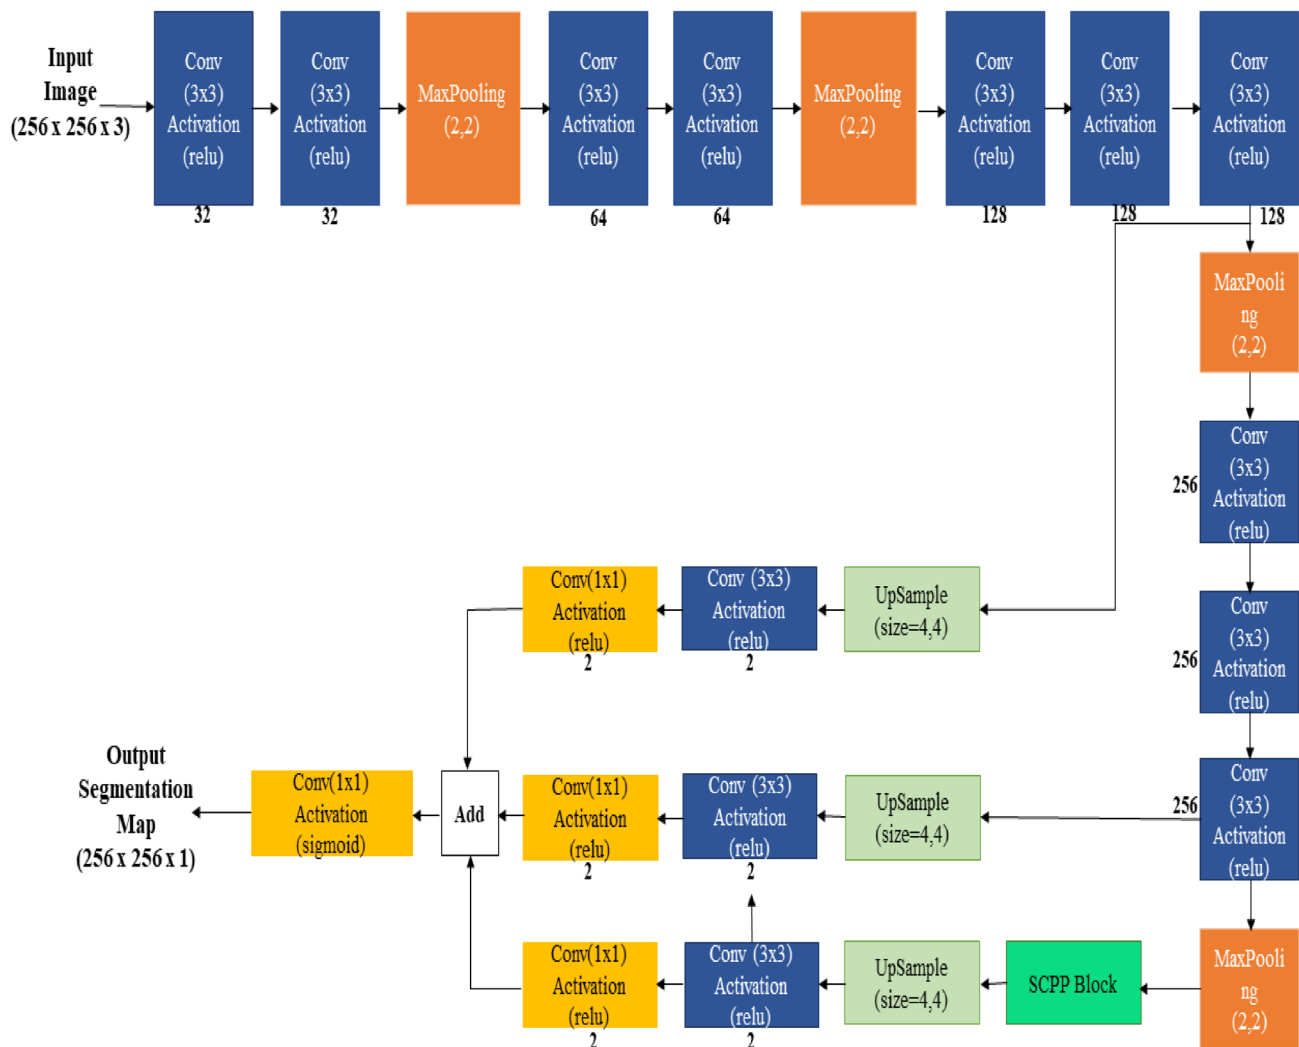 Input
Image
(256 x 256 x 3)
Conv
(3x3)
Activation
(relu)
32
Conv
(3x3)
Activation
(relu)
32
MaxPooling
(2,2)
Conv
(3x3)
Activation
(relu)
64
Conv
(3x3)
Activation
(relu)
64
MaxPooling
(2,2)
Conv
(3x3)
Activation
(relu)
128
Conv
(3x3)
Activation
(relu)
128
Conv
(3x3)
Activation
(relu)
128
MaxPooli
ng
(2,2)
Conv
(3x3)
Activation
(relu)
256
Conv
(3x3)
Activation
(relu)
256
Conv
(3x3)
Activation
(relu)
256
MaxPooli
ng
(2,2)
UpSample
(size=4,4)
Conv (3x3)
Activation
(relu)
2
Conv(1x1)
Activation
(relu)
2
UpSample
(size=4,4)
Conv (3x3)
Activation
(relu)
2
Conv(1x1)
Activation
(relu)
2
SCPP Block
UpSample
(size=4,4)
Conv (3x3)
Activation
(relu)
2
Conv(1x1)
Activation
(relu)
2
Add
Conv(1x1)
Activation
(sigmoid)
Output
Segmentation
Map
(256 x 256 x 1)